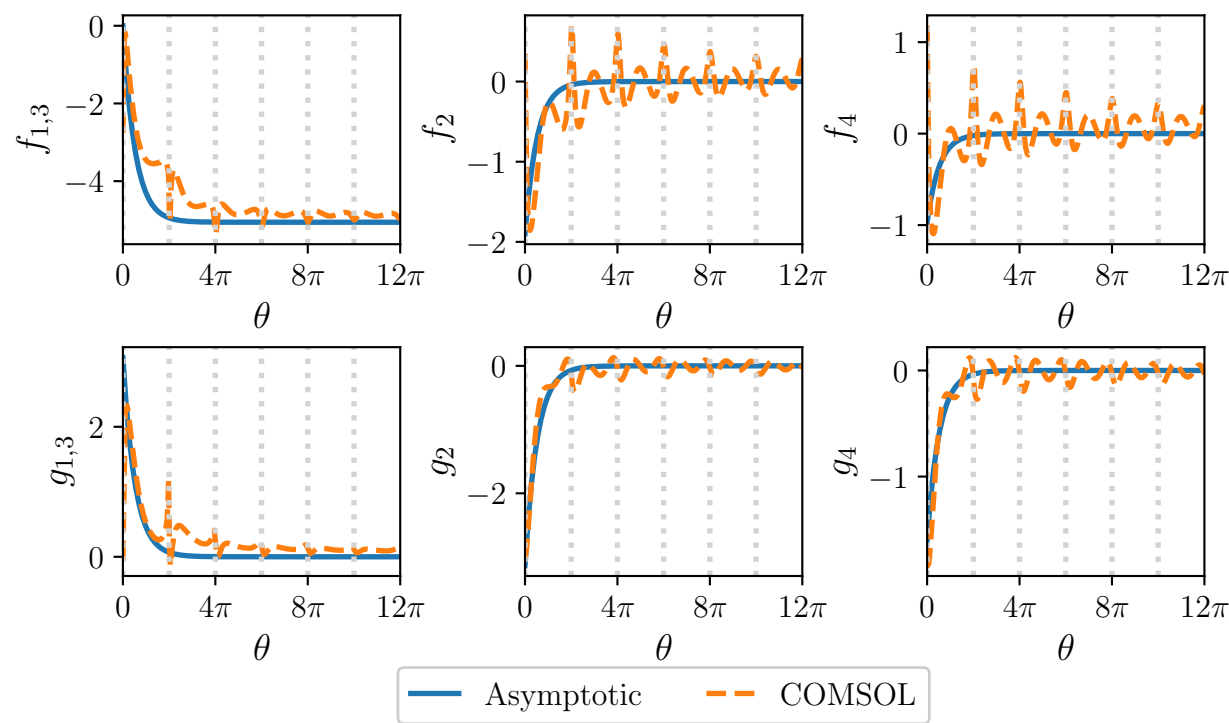 0
−2
−4
f₁,₃
0 4π 8π 12π
θ
0
−1
−2
f₂
0 4π 8π 12π
θ
1
0
−1
f₄
0 4π 8π 12π
θ
2
0
g₁,₃
0 4π 8π 12π
θ
0
−2
g₂
0 4π 8π 12π
θ
0
−1
g₄
0 4π 8π 12π
θ
Asymptotic
COMSOL